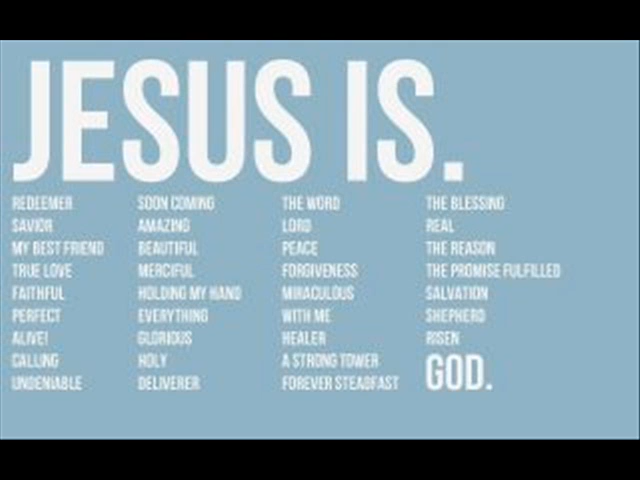 JESUS IS.
REDEEMER
SAVIOR
MY BEST FRIEND
TRUE LOVE
FAITHFUL
PERFECT
ALIVE!
CALLING
UNDENIABLE
SOON COMING
AMAZING
BEAUTIFUL
MERCIFUL
HOLDING MY HAND
EVERYTHING
GLORIOUS
HOLY
DELIVERER
THE WORD
LORD
PEACE
FORGIVENESS
MIRACULOUS
WITH ME
HEALER
A STRONG TOWER
FOREVER STEADFAST
THE BLESSING
REAL
THE REASON
THE PROMISE FULFILLED
SALVATION
SHEPHERD
RISEN
GOD.